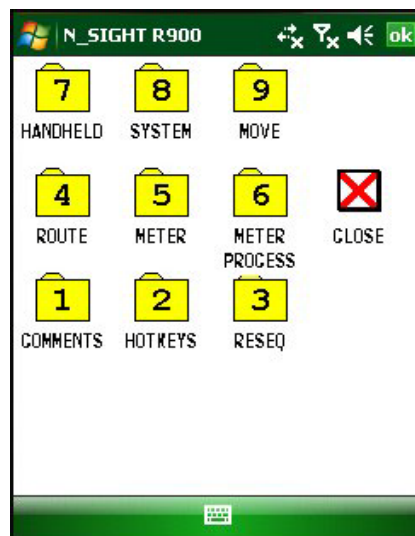 N_SIGHT R900 ok
7 8 9
HANDHELD SYSTEM MOVE
4 5 6
ROUTE METER METER PROCESS CLOSE
1 2 3
COMMENTS HOTKEYS RESEQ